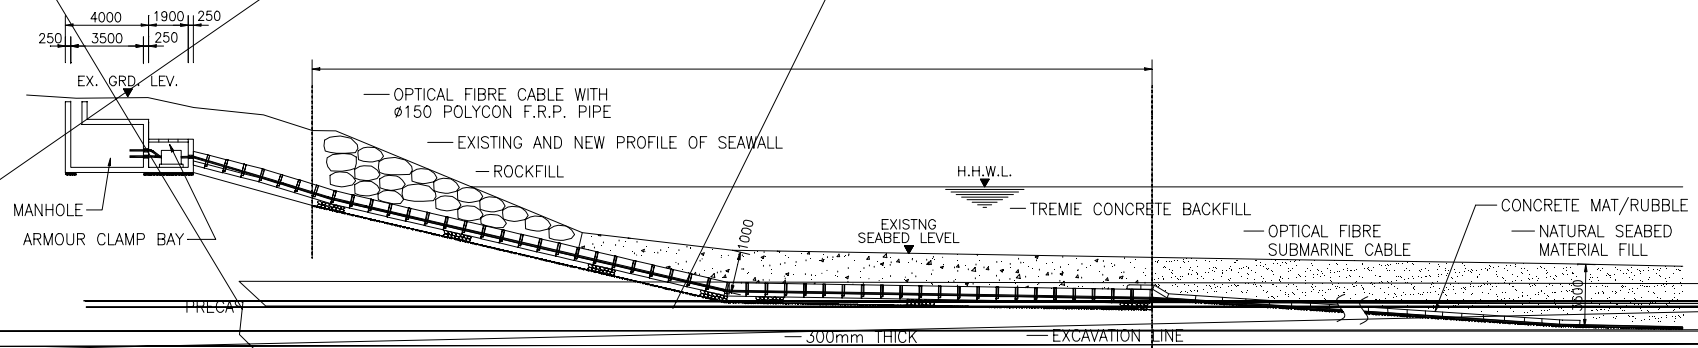 4000 1900 250
250 3500 250
EX. GRD. LEV.
OPTICAL FIBRE CABLE WITH
ø150 POLYCON F.R.P. PIPE
EXISTING AND NEW PROFILE OF SEAWALL
ROCKFILL
H.H.W.L.
MANHOLE
TREMIE CONCRETE BACKFILL
CONCRETE MAT/RUBBLE
ARMOUR CLAMP BAY
EXISTNG
SEABED LEVEL
1000
OPTICAL FIBRE
SUBMARINE CABLE
NATURAL SEABED
MATERIAL FILL
PRECA
300mm THICK
EXCAVATION LINE